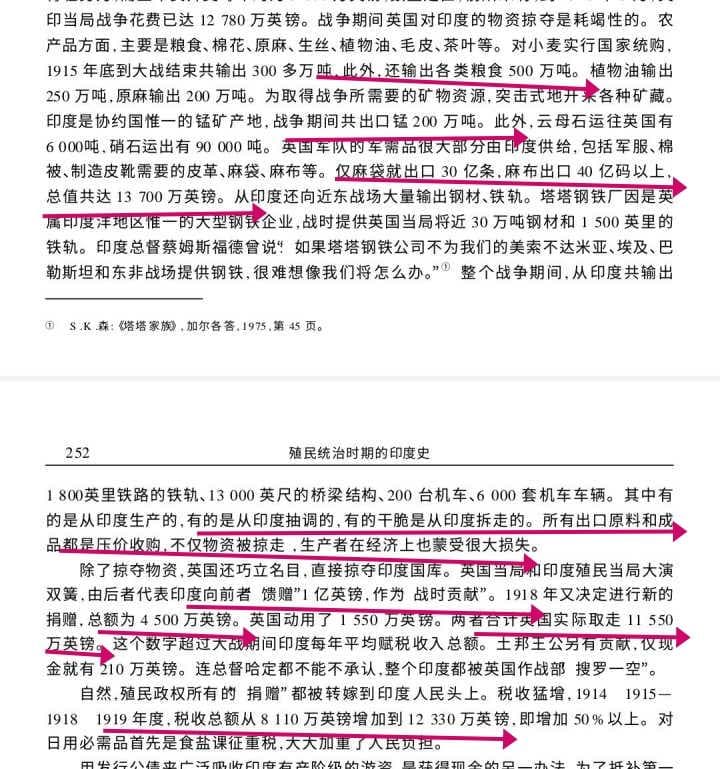 印当局战争花费已达 12 780 万英镑。战争期间英国对印度的物资掠夺是耗竭性的。农
产品方面,主要是粮食、棉花、原麻、生丝、植物油、毛皮、茶叶等。对小麦实行国家统购,
1915 年底到大战结束共输出 300 多万吨,此外,还输出各类粮食 500 万吨。植物油输出
250 万吨,原麻输出 200 万吨。为取得战争所需要的矿物资源,突击式地开采各种矿藏。
印度是协约国惟一的锰矿产地,战争期间共出口锰 200 万吨。此外,云母石运往英国有
6 000吨,硝石运出有 90 000 吨。英国军队的军需品很大部分由印度供给,包括军服、棉
被、制造皮靴需要的皮革、麻袋、麻布等。仅麻袋就出口 30 亿条,麻布出口 40 亿码以上,
总值共达 13 700 万英镑。从印度还向近东战场大量输出钢材、铁轨。塔塔钢铁厂因是英
属印度洋地区惟一的大型钢铁企业,战时提供英国当局将近 30 万吨钢材和 1 500 英里的
铁轨。印度总督蔡姆斯福德曾说:“如果塔塔钢铁公司不为我们的美索不达米亚、埃及、巴
勒斯坦和东非战场提供钢铁,很难想像我们将怎么办。”① 整个战争期间,从印度共输出
① S.K.森:《塔塔家族》,加尔各答,1975,第 45 页。
252 殖民统治时期的印度史
1 800英里铁路的铁轨、13 000 英尺的桥梁结构、200 台机车、6 000 套机车车辆。其中有
的是从印度生产的,有的是从印度抽调的,有的干脆是从印度拆走的。所有出口原料和成
品都是压价收购,不仅物资被掠走,生产者在经济上也蒙受很大损失。
除了掠夺物资,英国还巧立名目,直接掠夺印度国库。英国当局和印度殖民当局大演
双簧,由后者代表印度向前者 馈赠”1 亿英镑,作为 战时贡献”。1918 年又决定进行新的
捐赠,总额为 4 500 万英镑。英国动用了 1 550 万英镑。两者合计英国实际取走 11 550
万英镑。这个数字超过大战期间印度每年平均赋税收入总额。土邦王公另有贡献,仅现
金就有 210 万英镑。连总督哈定都不能不承认,整个印度都被英国作战部 搜罗一空”。
自然,殖民政权所有的 捐赠”都被转嫁到印度人民头上。税收猛增,1914 1915—
1918 1919 年度,税收总额从 8 110 万英镑增加到 12 330 万英镑,即增加 50%以上。对
日用必需品首先是食盐课征重税,大大加重了人民负担。